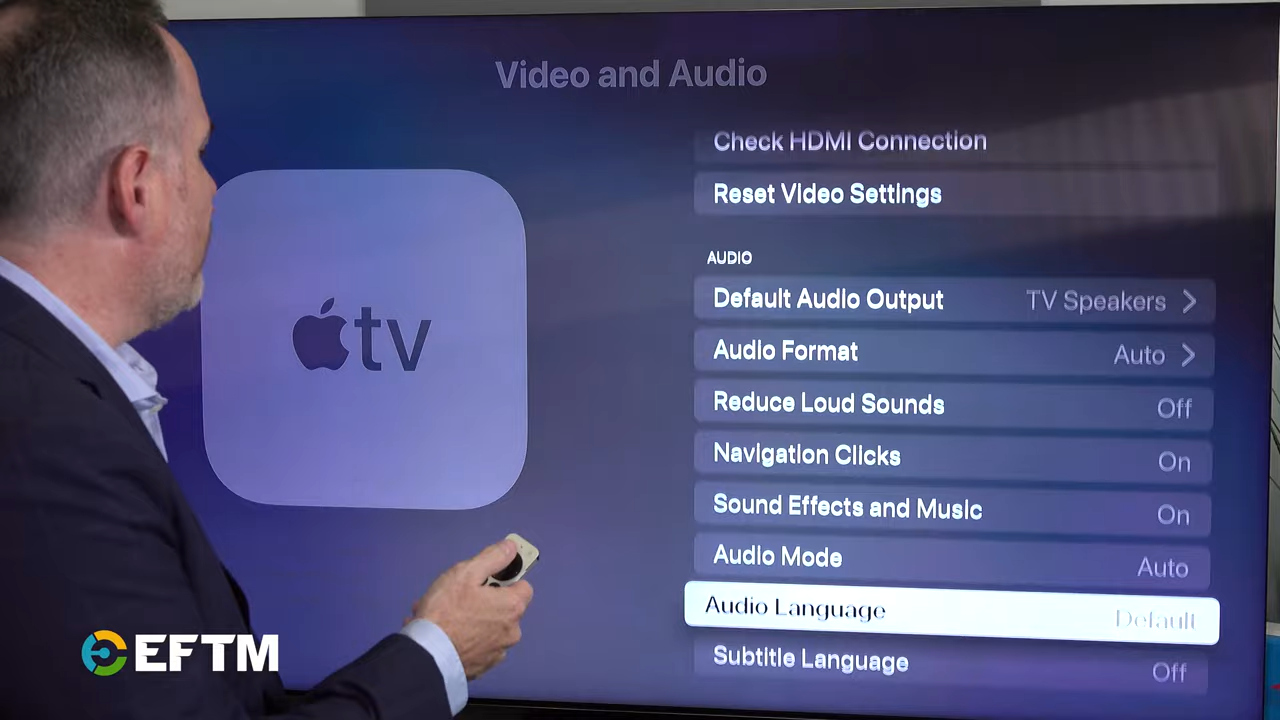 Video and Audio
Check HDMI Connection
Reset Video Settings
AUDIO
Default Audio Output TV Speakers
Audio Format Auto
Reduce Loud Sounds Off
Navigation Clicks On
Sound Effects and Music On
Audio Mode Auto
Audio Language Default
Subtitle Language Off
tv
EFTM